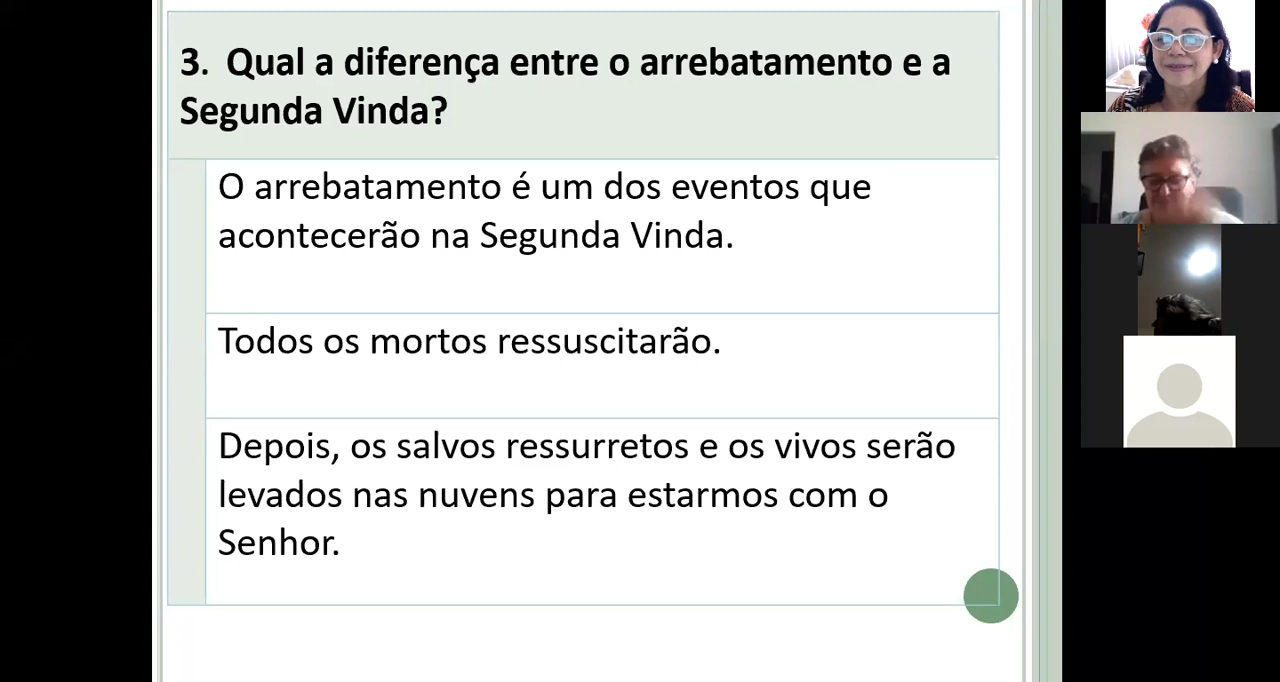 3. Qual a diferença entre o arrebatamento e a
Segunda Vinda?
O arrebatamento é um dos eventos que
acontecerão na Segunda Vinda.
Todos os mortos ressuscitarão.
Depois, os salvos ressurretos e os vivos serão
levados nas nuvens para estarmos com o
Senhor.